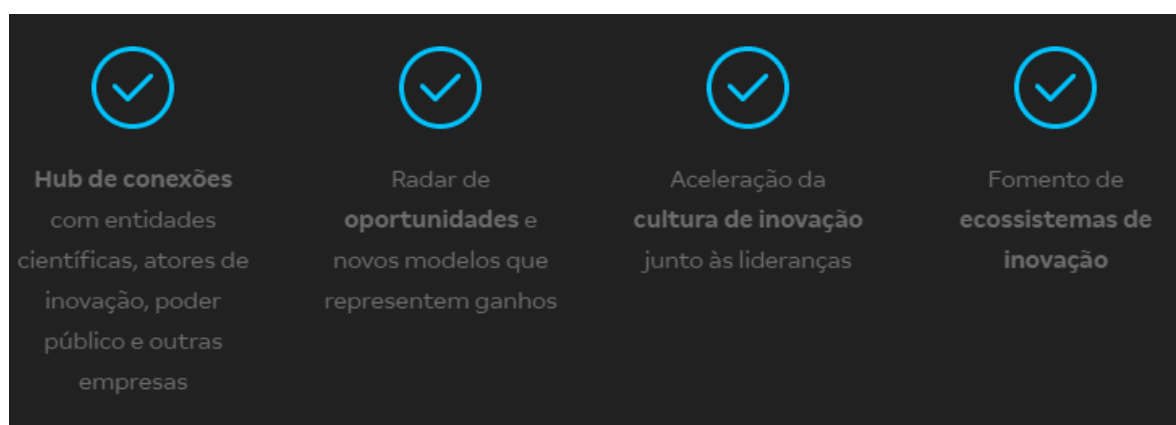 Hub de conexões
com entidades
científicas, atores de
inovação, poder
público e outras
empresas
Radar de
oportunidades e
novos modelos que
representem ganhos
Aceleração da
cultura de inovação
junto às lideranças
Fomento de
ecossistemas de
inovação